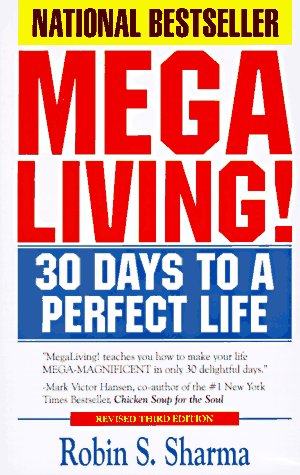 NATIONAL BESTSELLER
MEGA
LIVING!
30 DAYS TO A
PERFECT LIFE
"MegaLiving! teaches you how to make your life
MEGA-MAGNIFICENT in only 30 delightful days."
-Mark Victor Hansen, co-author of the #1 New York
Times Bestseller, Chicken Soup for the Soul
REVISED THIRD EDITION
Robin S. Sharma